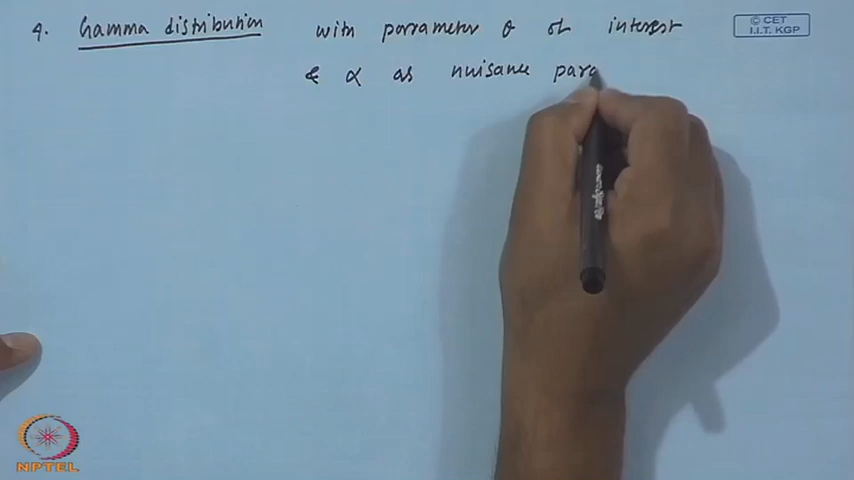 4. Gamma distribution with parameter θ of interest
& α as nuisance para
© CET
I.I.T. KGP
NPTEL